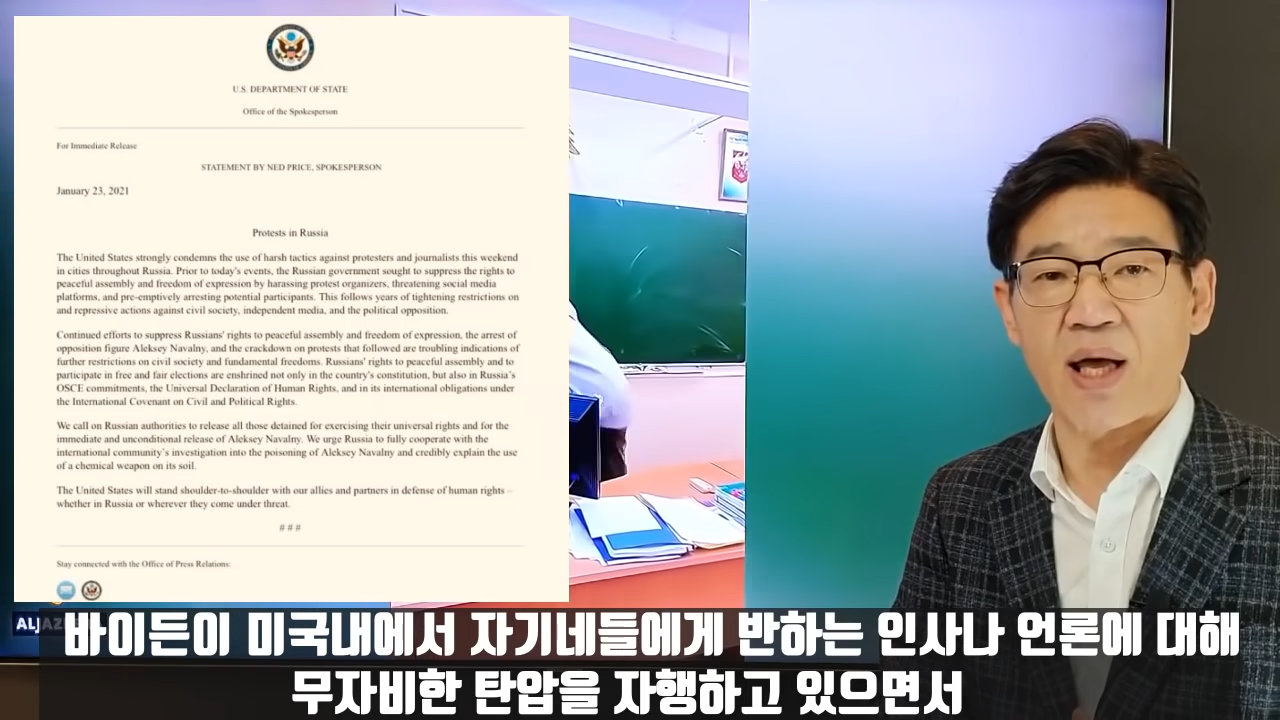 U.S. DEPARTMENT OF STATE
Office of the Spokesperson
For Immediate Release
STATEMENT BY NED PRICE, SPOKESPERSON
January 23, 2021
Protests in Russia
The United States strongly condemns the use of harsh tactics against protesters and journalists this weekend
in cities throughout Russia. Prior to today's events, the Russian government sought to suppress the rights to
peaceful assembly and freedom of expression by harassing protest organizers, threatening social media
platforms, and pre-emptively arresting potential participants. This follows years of tightening restrictions on
and repressive actions against civil society, independent media, and the political opposition.
Continued efforts to suppress Russians' rights to peaceful assembly and freedom of expression, the arrest of
opposition figure Aleksey Navalny, and the crackdown on protests that followed are troubling indications of
further restrictions on civil society and fundamental freedoms. Russians' rights to peaceful assembly and to
participate in free and fair elections are enshrined not only in the country's constitution, but also in Russia's
OSCE commitments, the Universal Declaration of Human Rights, and in its international obligations under
the International Covenant on Civil and Political Rights.
We call on Russian authorities to release all those detained for exercising their universal rights and for the
immediate and unconditional release of Aleksey Navalny. We urge Russia to fully cooperate with the
international community's investigation into the poisoning of Aleksey Navalny and credibly explain the use
of a chemical weapon on its soil.
The United States will stand shoulder-to-shoulder with our allies and partners in defense of human rights –
whether in Russia or wherever they come under threat.
# # #
Stay connected with the Office of Press Relations:
바이든이 미국내에서 자기네들에게 반하는 인사나 언론에 대해
무자비한 탄압을 자행하고 있으면서